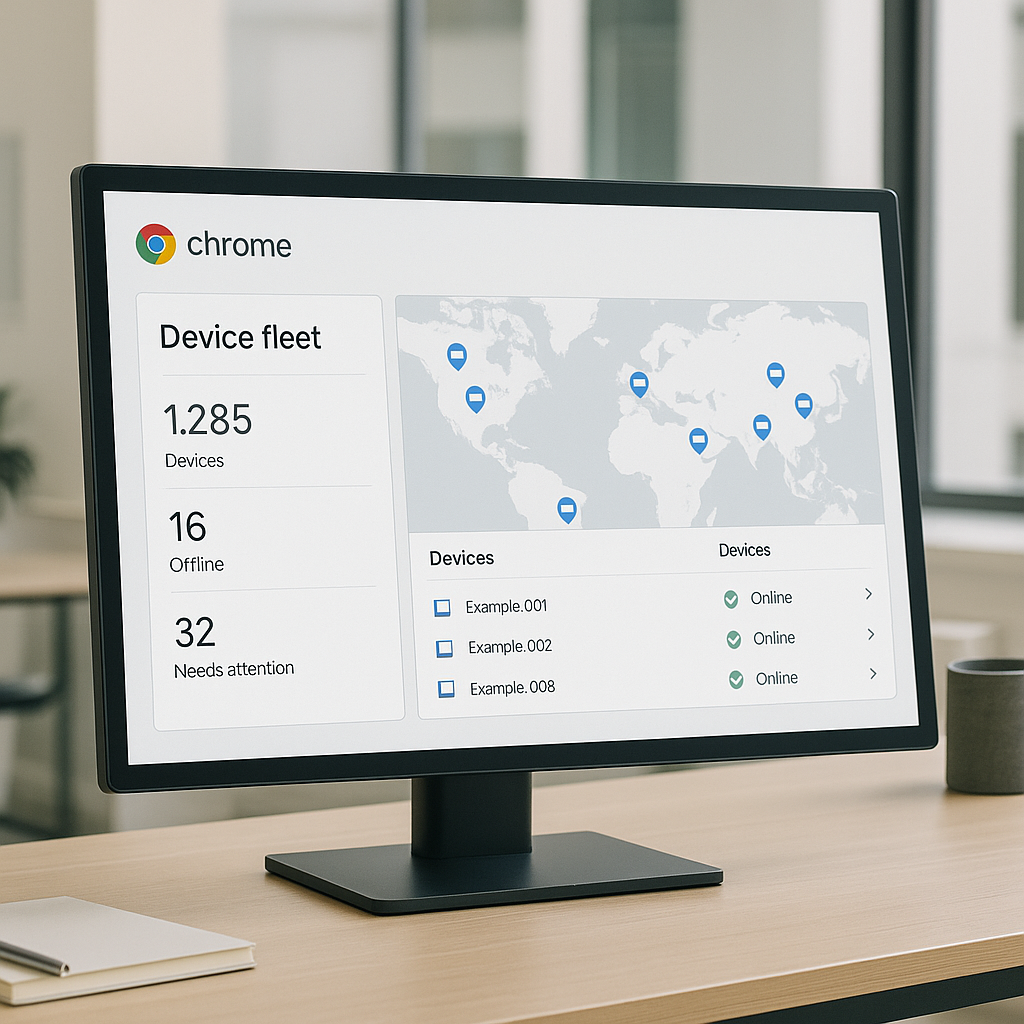 chrome
Device fleet
1.285
Devices
16
Offline
32
Needs attention
Devices Devices
Example.001 Online
Example.002 Online
Example.008 Online